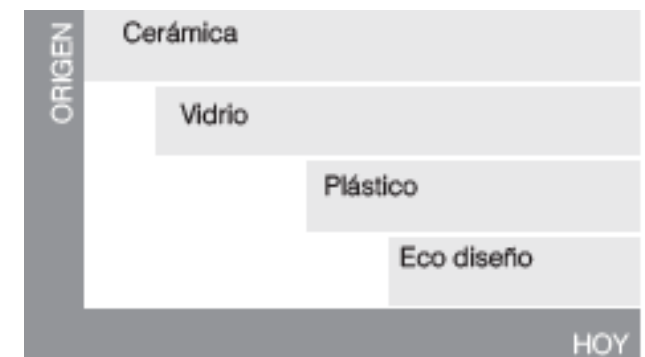 ORIGEN
Cerámica
Vidrio
Plástico
Eco diseño
HOY